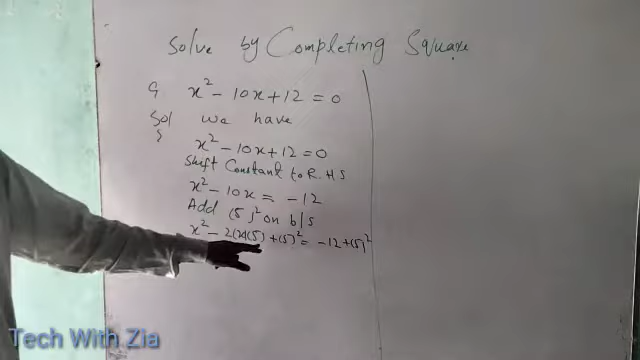 Solve by Completing Square
Q x² - 10x + 12 = 0
Sol we have
x² - 10x + 12 = 0
Shift Constant to R.H.S
x² - 10x = -12
Add (5)² on b/s
x² - 2(x)(5) + (5)² = -12 + (5)²
Tech With Zia